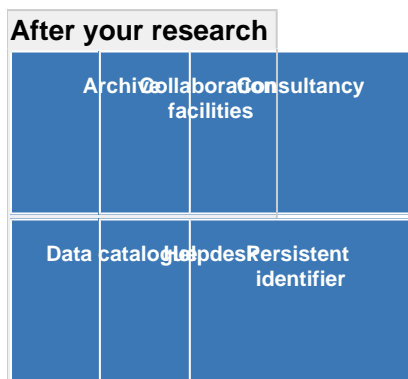 After your research
Archive Collaboration facilities Consultancy
Data catalogue Helpdesk Persistent identifier